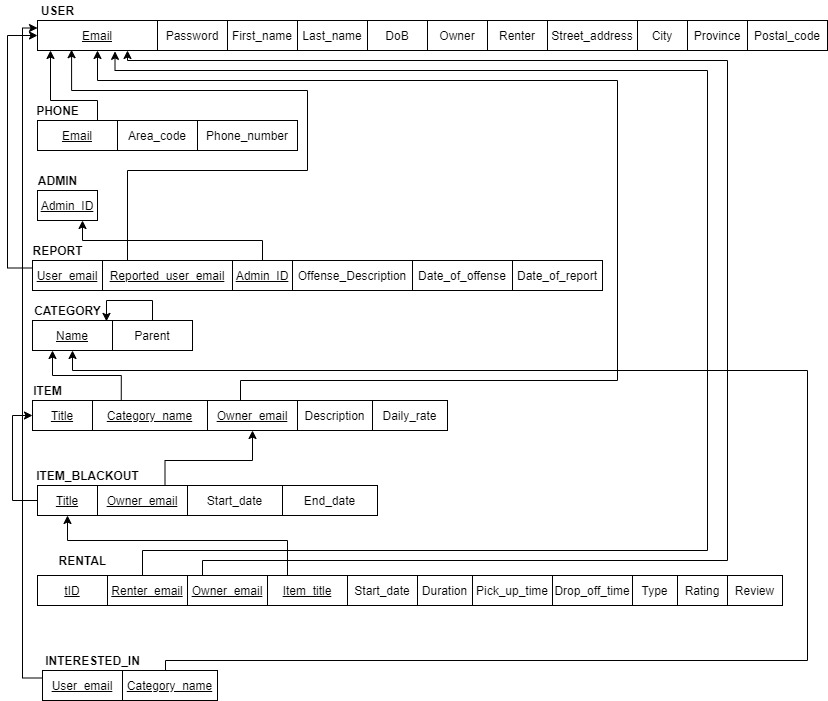 USER
Email Password First_name Last_name DoB Owner Renter Street_address City Province Postal_code
PHONE
Email Area_code Phone_number
ADMIN
Admin_ID
REPORT
User_email Reported_user_email Admin_ID Offense_Description Date_of_offense Date_of_report
CATEGORY
Name Parent
ITEM
Title Category_name Owner_email Description Daily_rate
ITEM_BLACKOUT
Title Owner_email Start_date End_date
RENTAL
tID Renter_email Owner_email Item_title Start_date Duration Pick_up_time Drop_off_time Type Rating Review
INTERESTED_IN
User_email Category_name